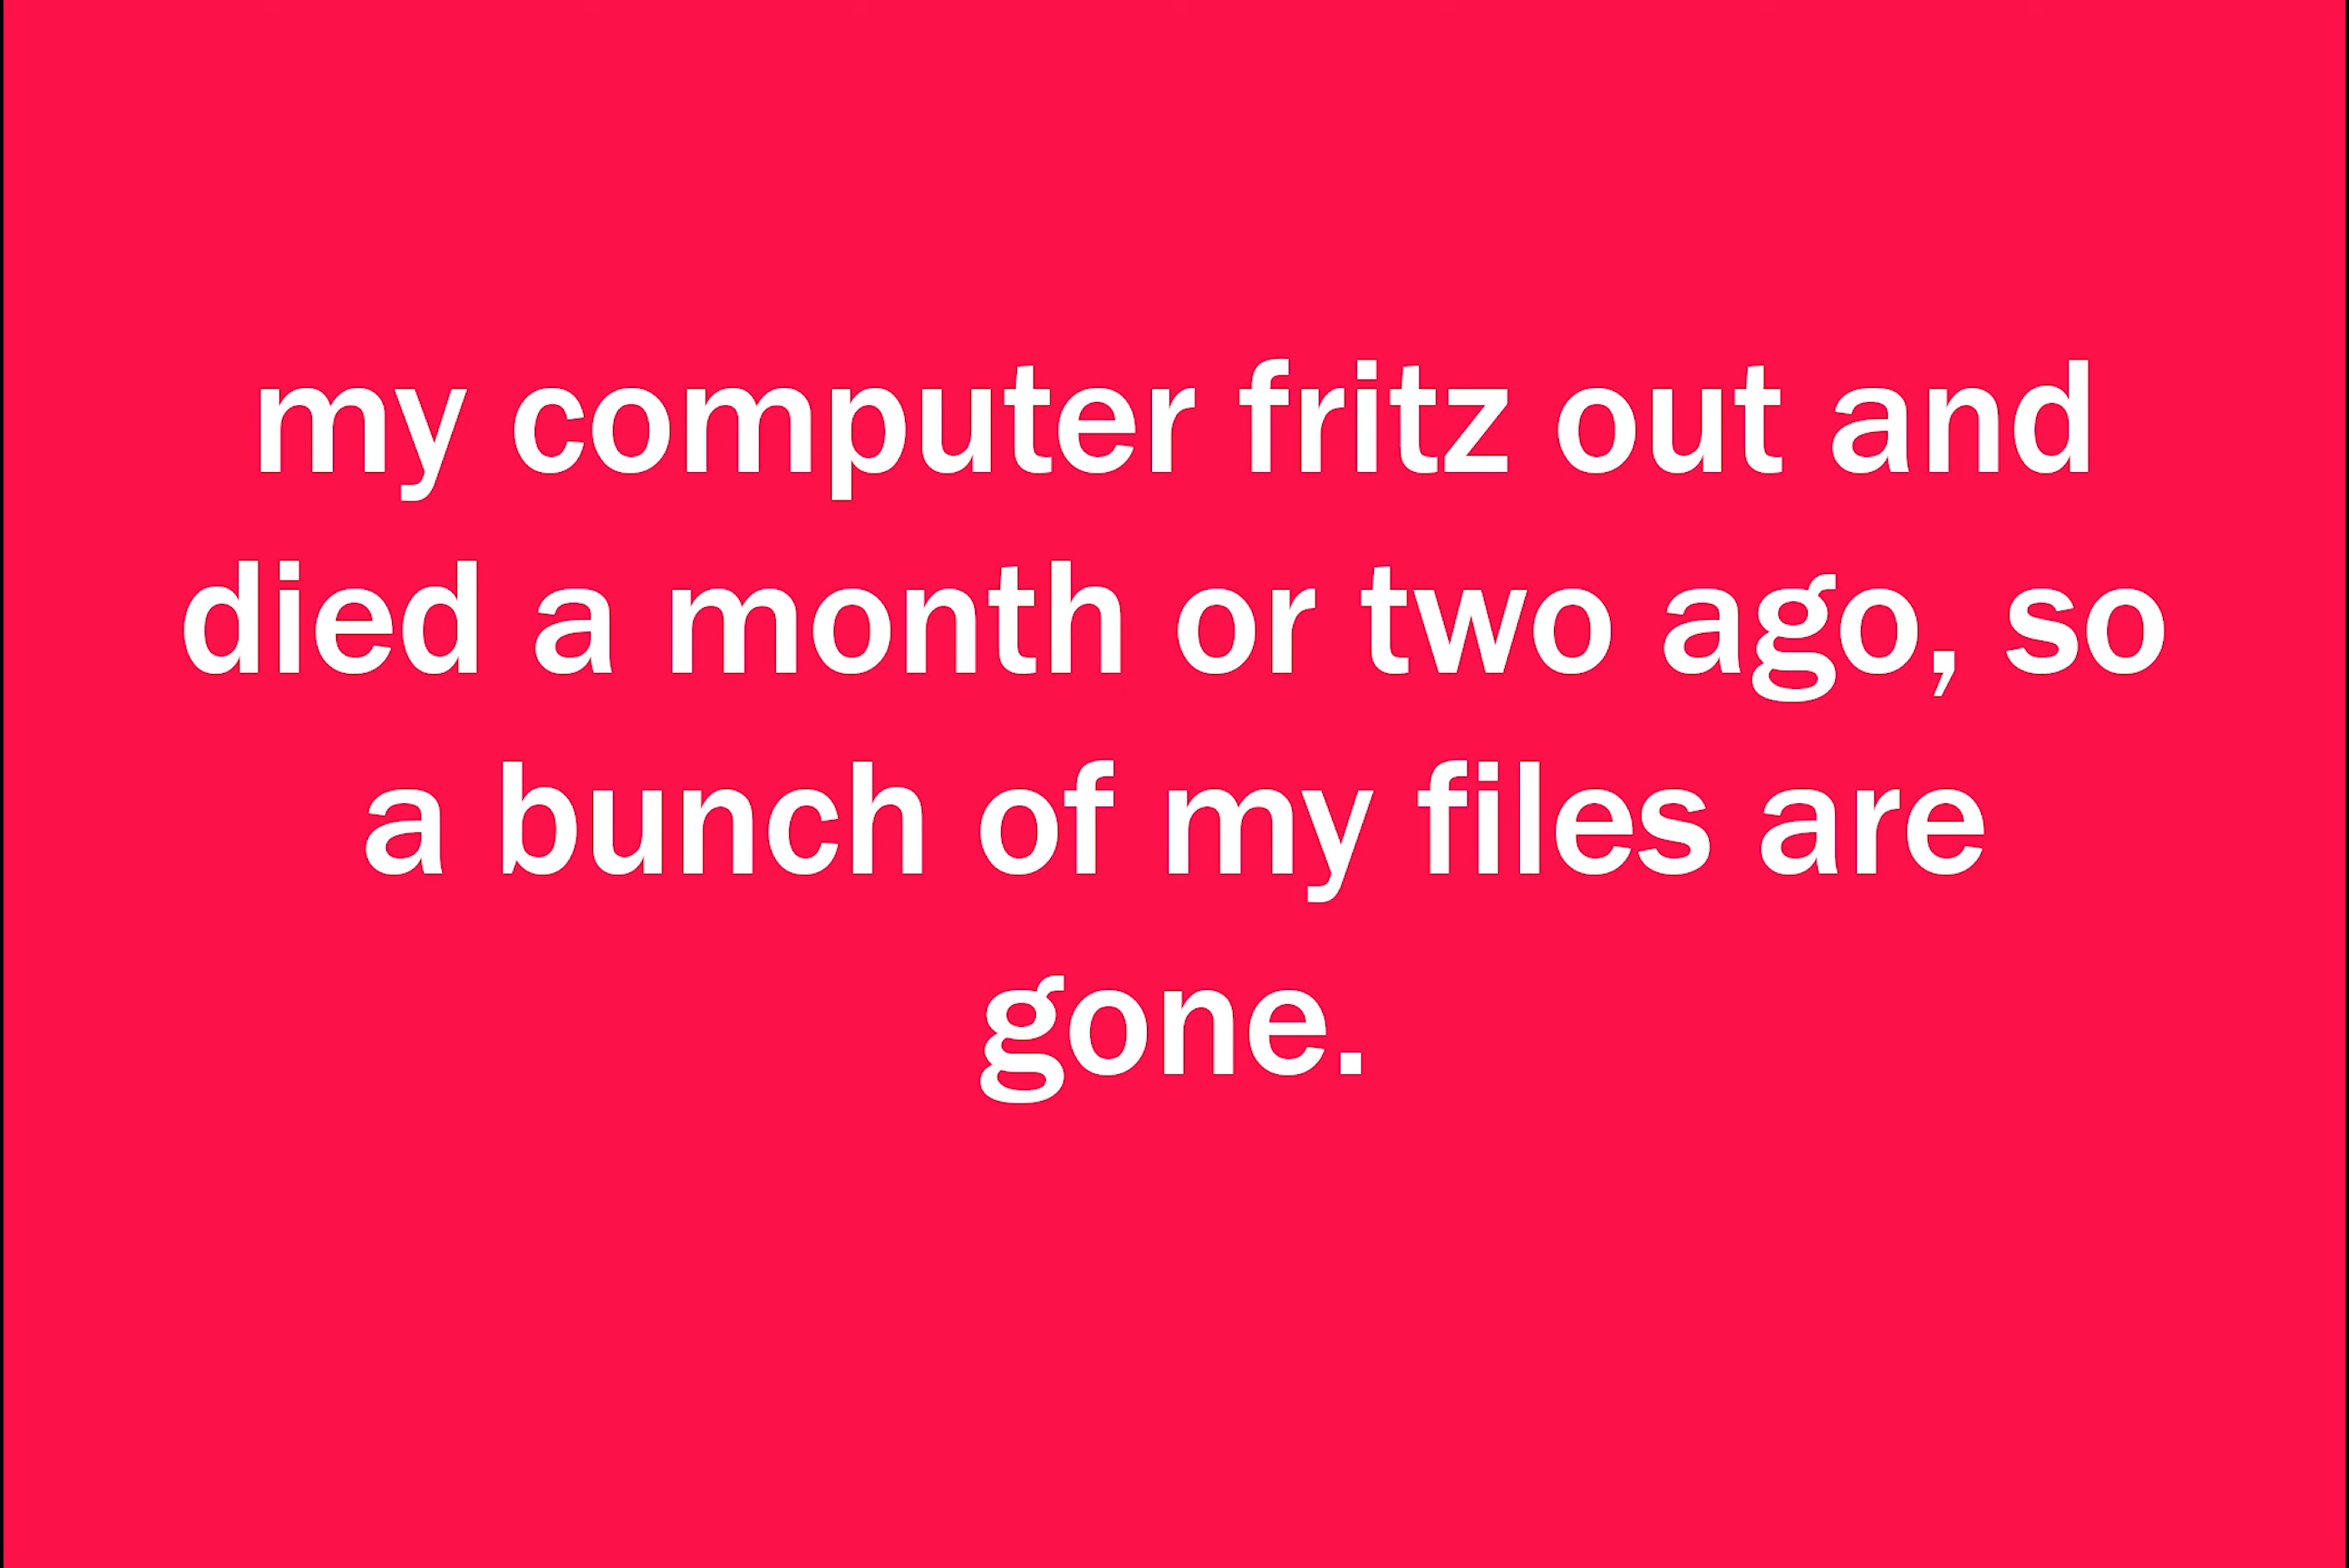 my computer fritz out and
died a month or two ago, so
a bunch of my files are
gone.